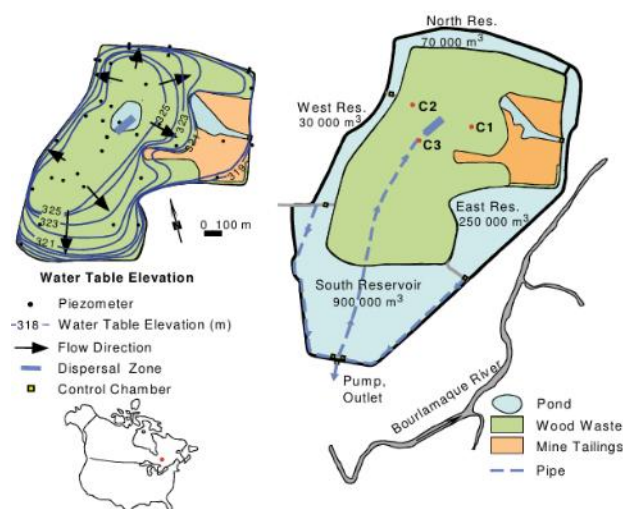 325
323
321
319
325
323
321
0 100 m
Water Table Elevation
Piezometer
318 Water Table Elevation (m)
Flow Direction
Dispersal Zone
Control Chamber
North Res.
70 000 m³
West Res.
30 000 m³
C2
C1
C3
East Res.
250 000 m³
South Reservoir
900 000 m³
Pump,
Outlet
Bourlamaque River
Pond
Wood Waste
Mine Tailings
Pipe